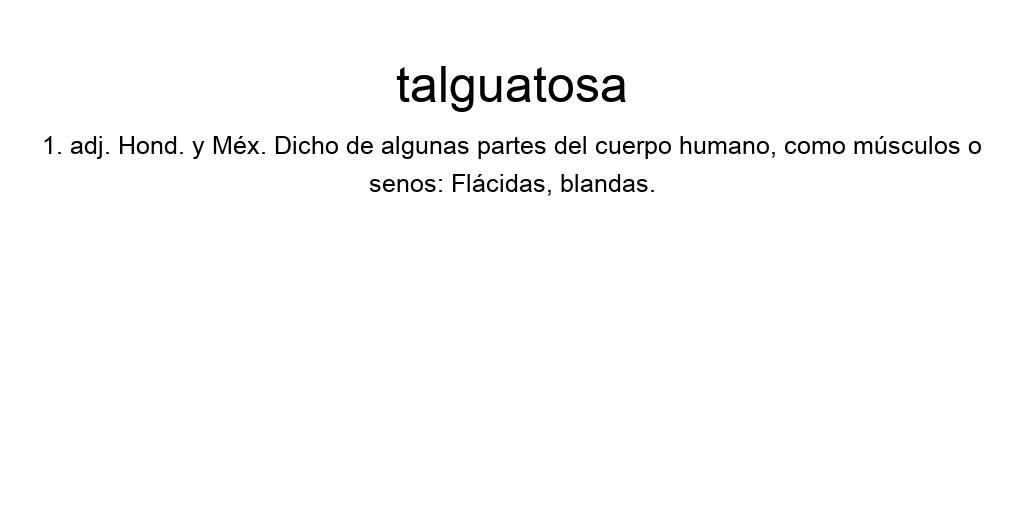 talguatosa
1. adj. Hond. y Méx. Dicho de algunas partes del cuerpo humano, como músculos o
senos: Flácidas, blandas.